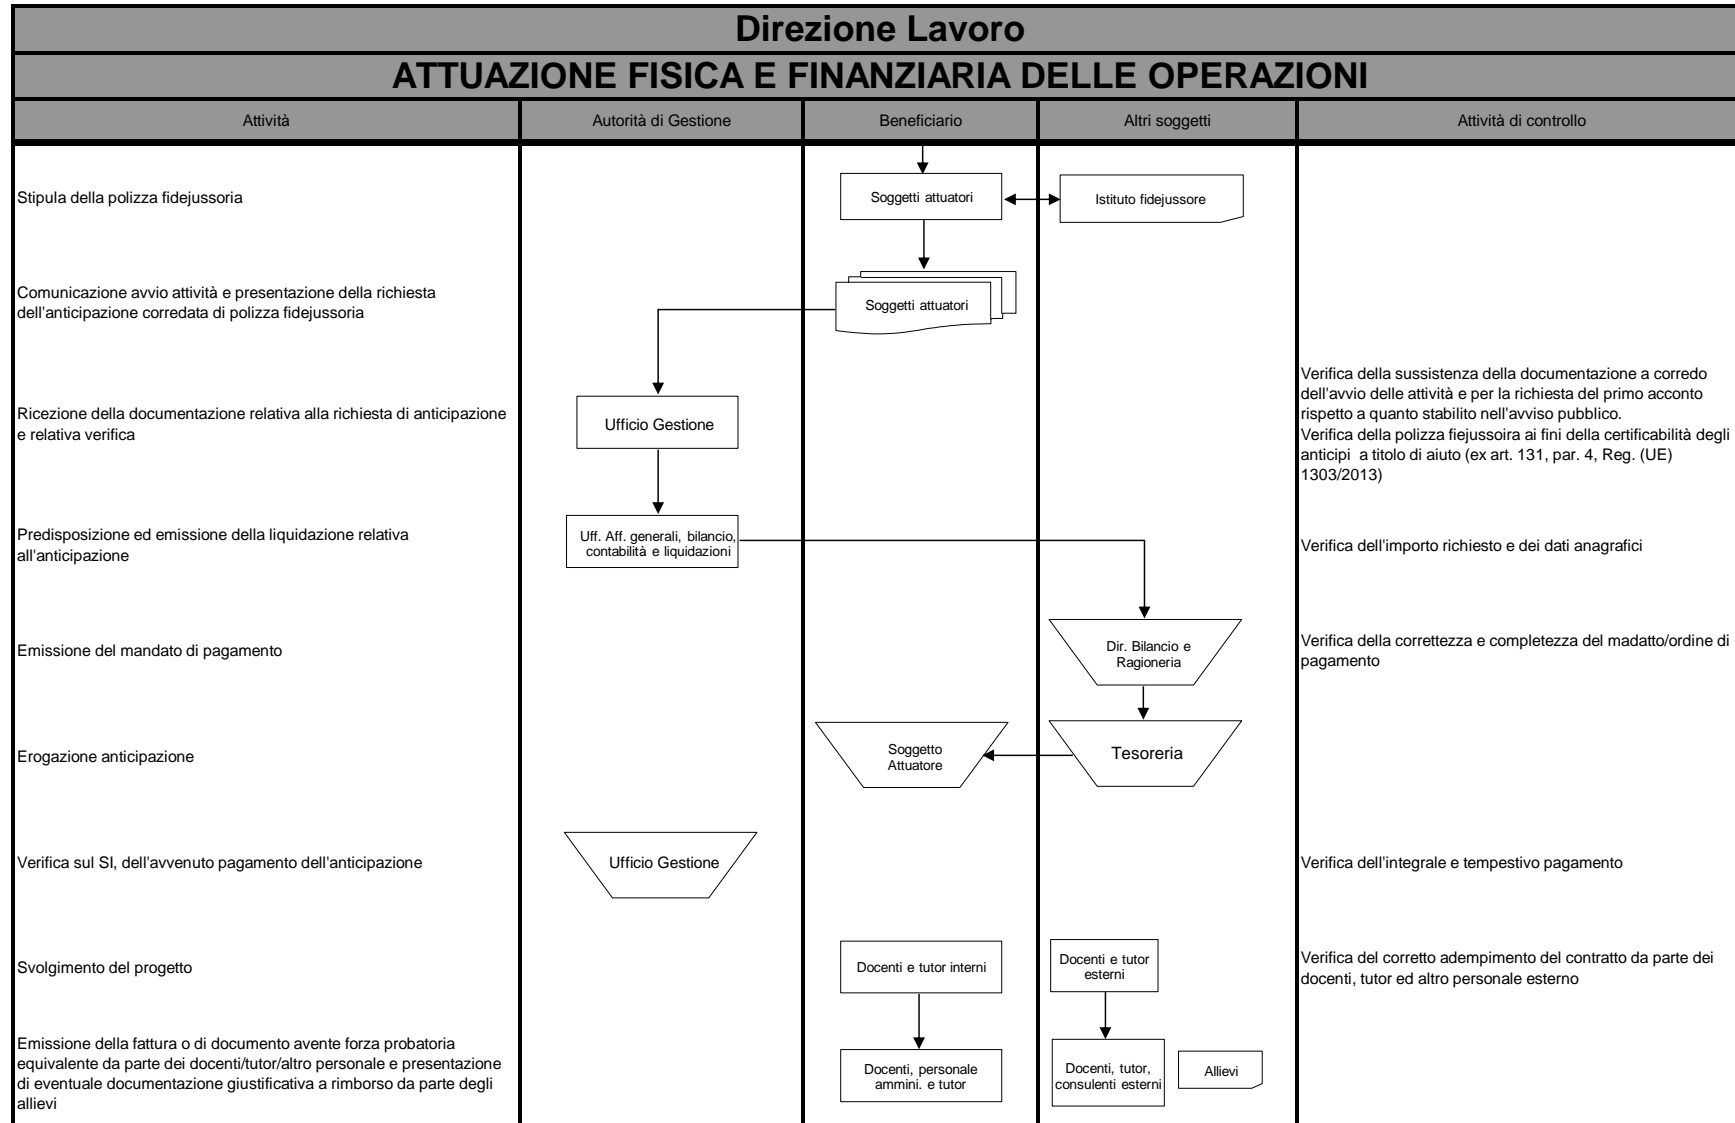 Direzione Lavoro
ATTUAZIONE FISICA E FINANZIARIA DELLE OPERAZIONI
Attività
Autorità di Gestione
Beneficiario
Altri soggetti
Attività di controllo
Stipula della polizza fidejussoria
Soggetti attuatori
Istituto fidejussore
Comunicazione avvio attività e presentazione della richiesta
dell'anticipazione corredata di polizza fidejussoria
Soggetti attuatori
Ricezione della documentazione relativa alla richiesta di anticipazione
e relativa verifica
Ufficio Gestione
Verifica della sussistenza della documentazione a corredo
dell'avvio delle attività e per la richiesta del primo acconto
rispetto a quanto stabilito nell'avviso pubblico.
Verifica della polizza fiejussoira ai fini della certificabilità degli
anticipi  a titolo di aiuto (ex art. 131, par. 4, Reg. (UE)
1303/2013)
Predisposizione ed emissione della liquidazione relativa
all'anticipazione
Uff. Aff. generali, bilancio,
contabilità e liquidazioni
Verifica dell'importo richiesto e dei dati anagrafici
Emissione del mandato di pagamento
Dir. Bilancio e
Ragioneria
Verifica della correttezza e completezza del madatto/ordine di
pagamento
Erogazione anticipazione
Soggetto
Attuatore
Tesoreria
Verifica sul SI, dell'avvenuto pagamento dell'anticipazione
Ufficio Gestione
Verifica dell'integrale e tempestivo pagamento
Svolgimento del progetto
Docenti e tutor interni
Docenti e tutor
esterni
Verifica del corretto adempimento del contratto da parte dei
docenti, tutor ed altro personale esterno
Emissione della fattura o di documento avente forza probatoria
equivalente da parte dei docenti/tutor/altro personale e presentazione
di eventuale documentazione giustificativa a rimborso da parte degli
allievi
Docenti, personale
ammini. e tutor
Docenti, tutor,
consulenti esterni
Allievi